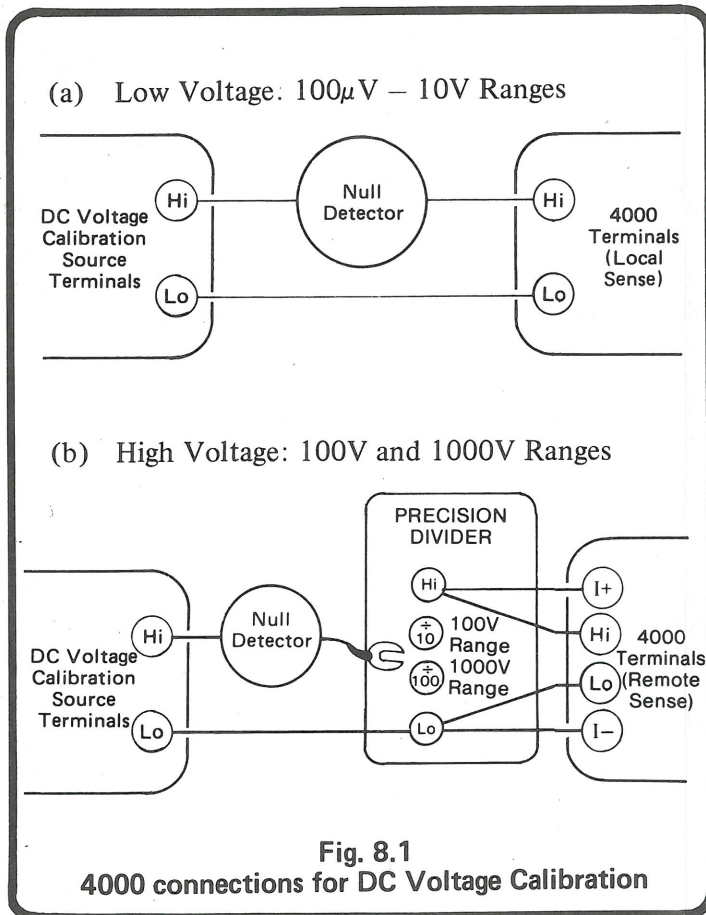 (a) Low Voltage: 100μV – 10V Ranges
Hi
Null
Detector
Hi
DC Voltage
Calibration
Source
Terminals
4000
Terminals
(Local
Sense)
Lo
Lo
(b) High Voltage: 100V and 1000V Ranges
PRECISION
DIVIDER
Hi
I+
Null
Detector
Hi
÷10 100V
Range
Hi
DC Voltage
Calibration
Source
Terminals
÷100 1000V
Range
4000
Terminals
(Remote
Sense)
Lo
Lo
Lo
I−
Fig. 8.1
4000 connections for DC Voltage Calibration